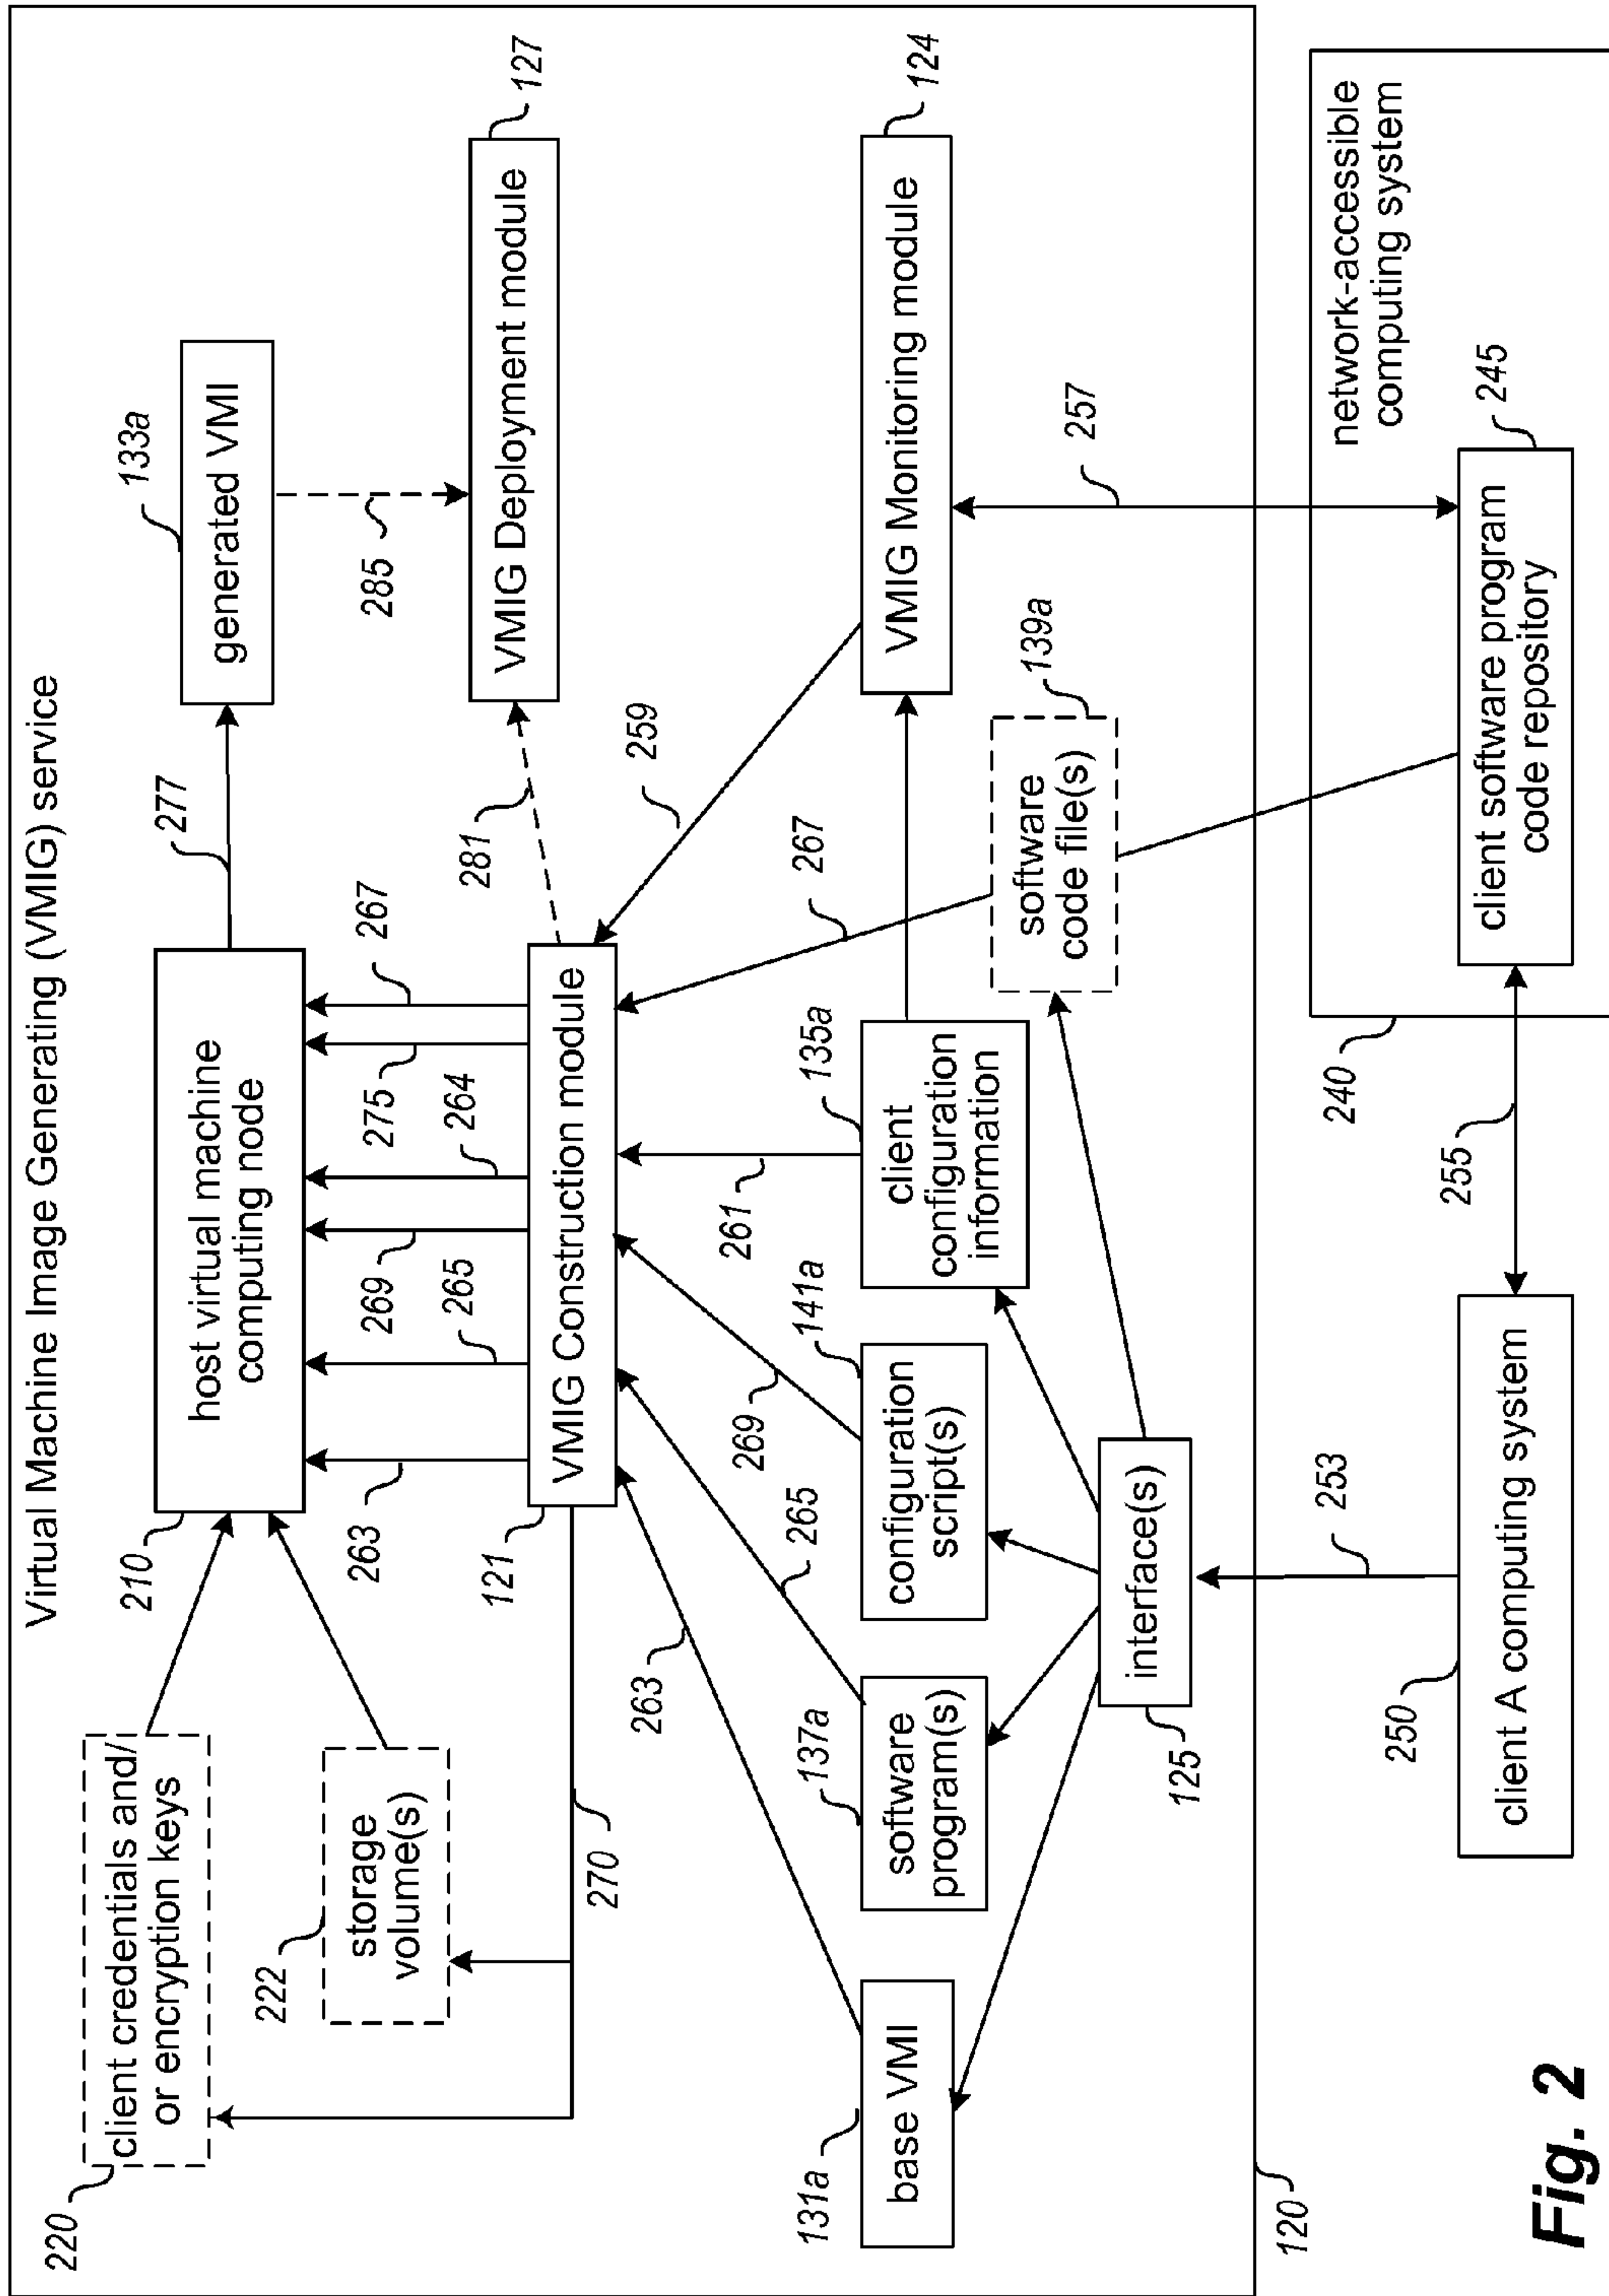 Virtual Machine Image Generating (VMIG) service
220
client credentials and/
or encryption keys
222
storage
volume(s)
210
host virtual machine
computing node
277
133a
generated VMI
285
127
VMIG Deployment module
281
263
265
269
264
275
267
121
VMIG Construction module
270
259
263
265
269
261
267
131a
base VMI
137a
software
program(s)
141a
configuration
script(s)
135a
client
configuration
information
139a
software
code file(s)
124
VMIG Monitoring module
125
interface(s)
257
120
253
240
network-accessible
computing system
250
client A computing system
255
245
client software program
code repository
Fig. 2